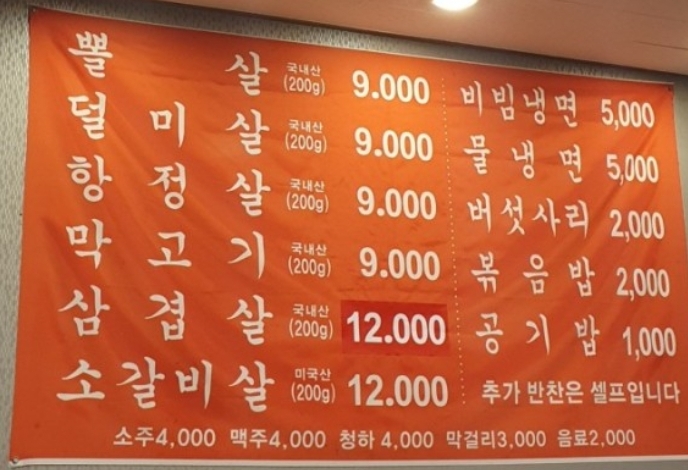 뽈살 국내산 (200g) 9.000
덜미살 국내산 (200g) 9.000
항정살 국내산 (200g) 9.000
막고기 국내산 (200g) 9.000
삼겹살 국내산 (200g) 12.000
소갈비살 미국산 (200g) 12.000
비빔냉면 5,000
물냉면 5,000
버섯사리 2,000
볶음밥 2,000
공기밥 1,000
추가 반찬은 셀프입니다
소주4,000 맥주4,000 청하 4,000 막걸리3,000 음료2,000